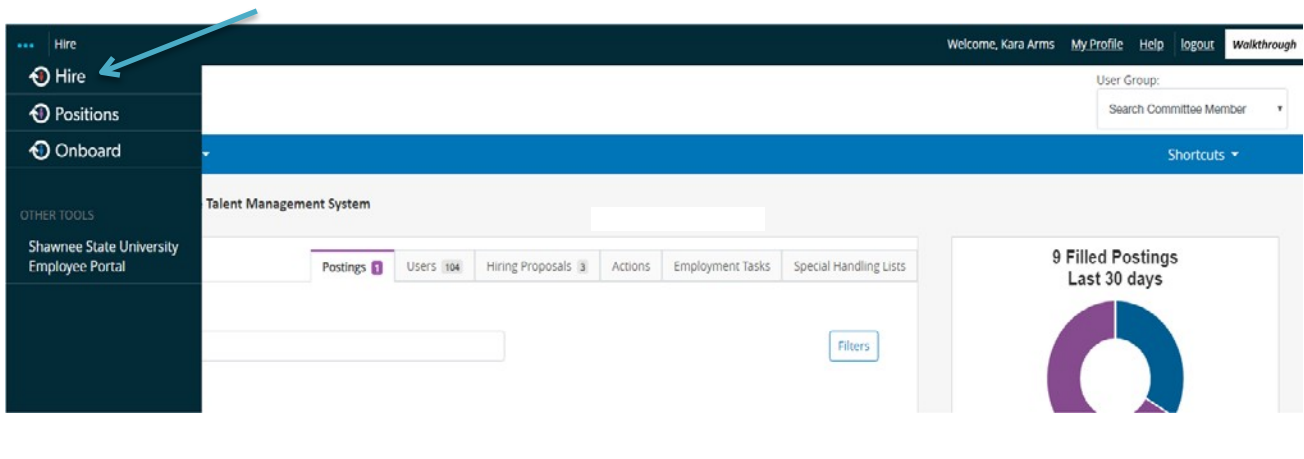 ••• Hire
Welcome, Kara Arms My Profile Help logout Walkthrough
Hire
Positions
Onboard
OTHER TOOLS
Shawnee State University
Employee Portal
User Group:
Search Committee Member
Shortcuts
Talent Management System
Postings 1 Users 104 Hiring Proposals 3 Actions Employment Tasks Special Handling Lists
Filters
9 Filled Postings
Last 30 days